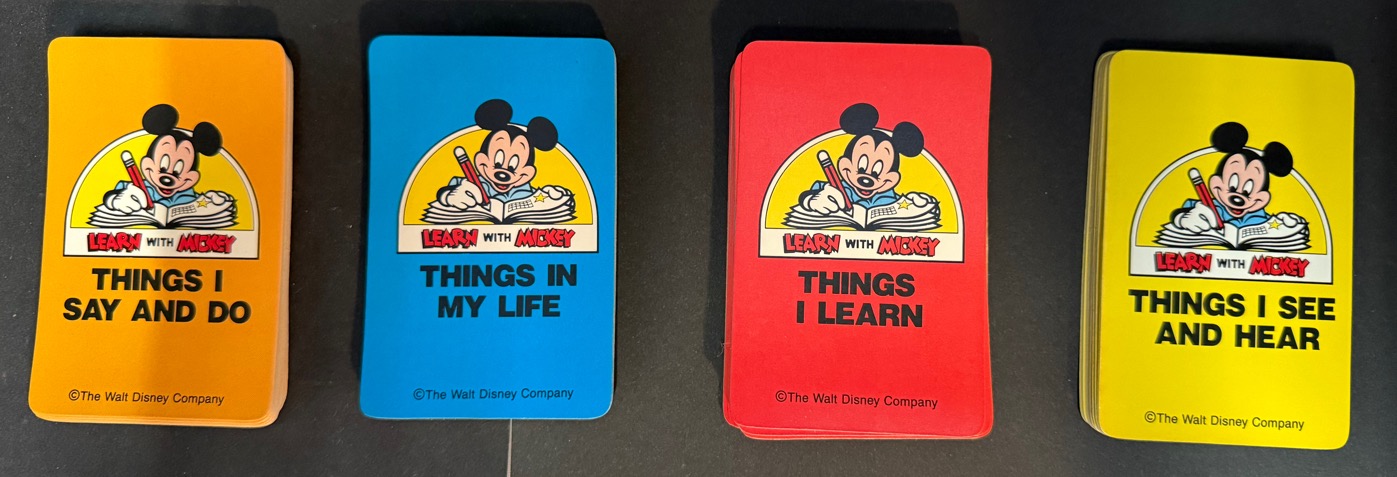 LEARN WITH MICKEY
THINGS I
SAY AND DO
©The Walt Disney Company
LEARN WITH MICKEY
THINGS IN
MY LIFE
©The Walt Disney Company
LEARN WITH MICKEY
THINGS
I LEARN
©The Walt Disney Company
LEARN WITH MICKEY
THINGS I SEE
AND HEAR
©The Walt Disney Company